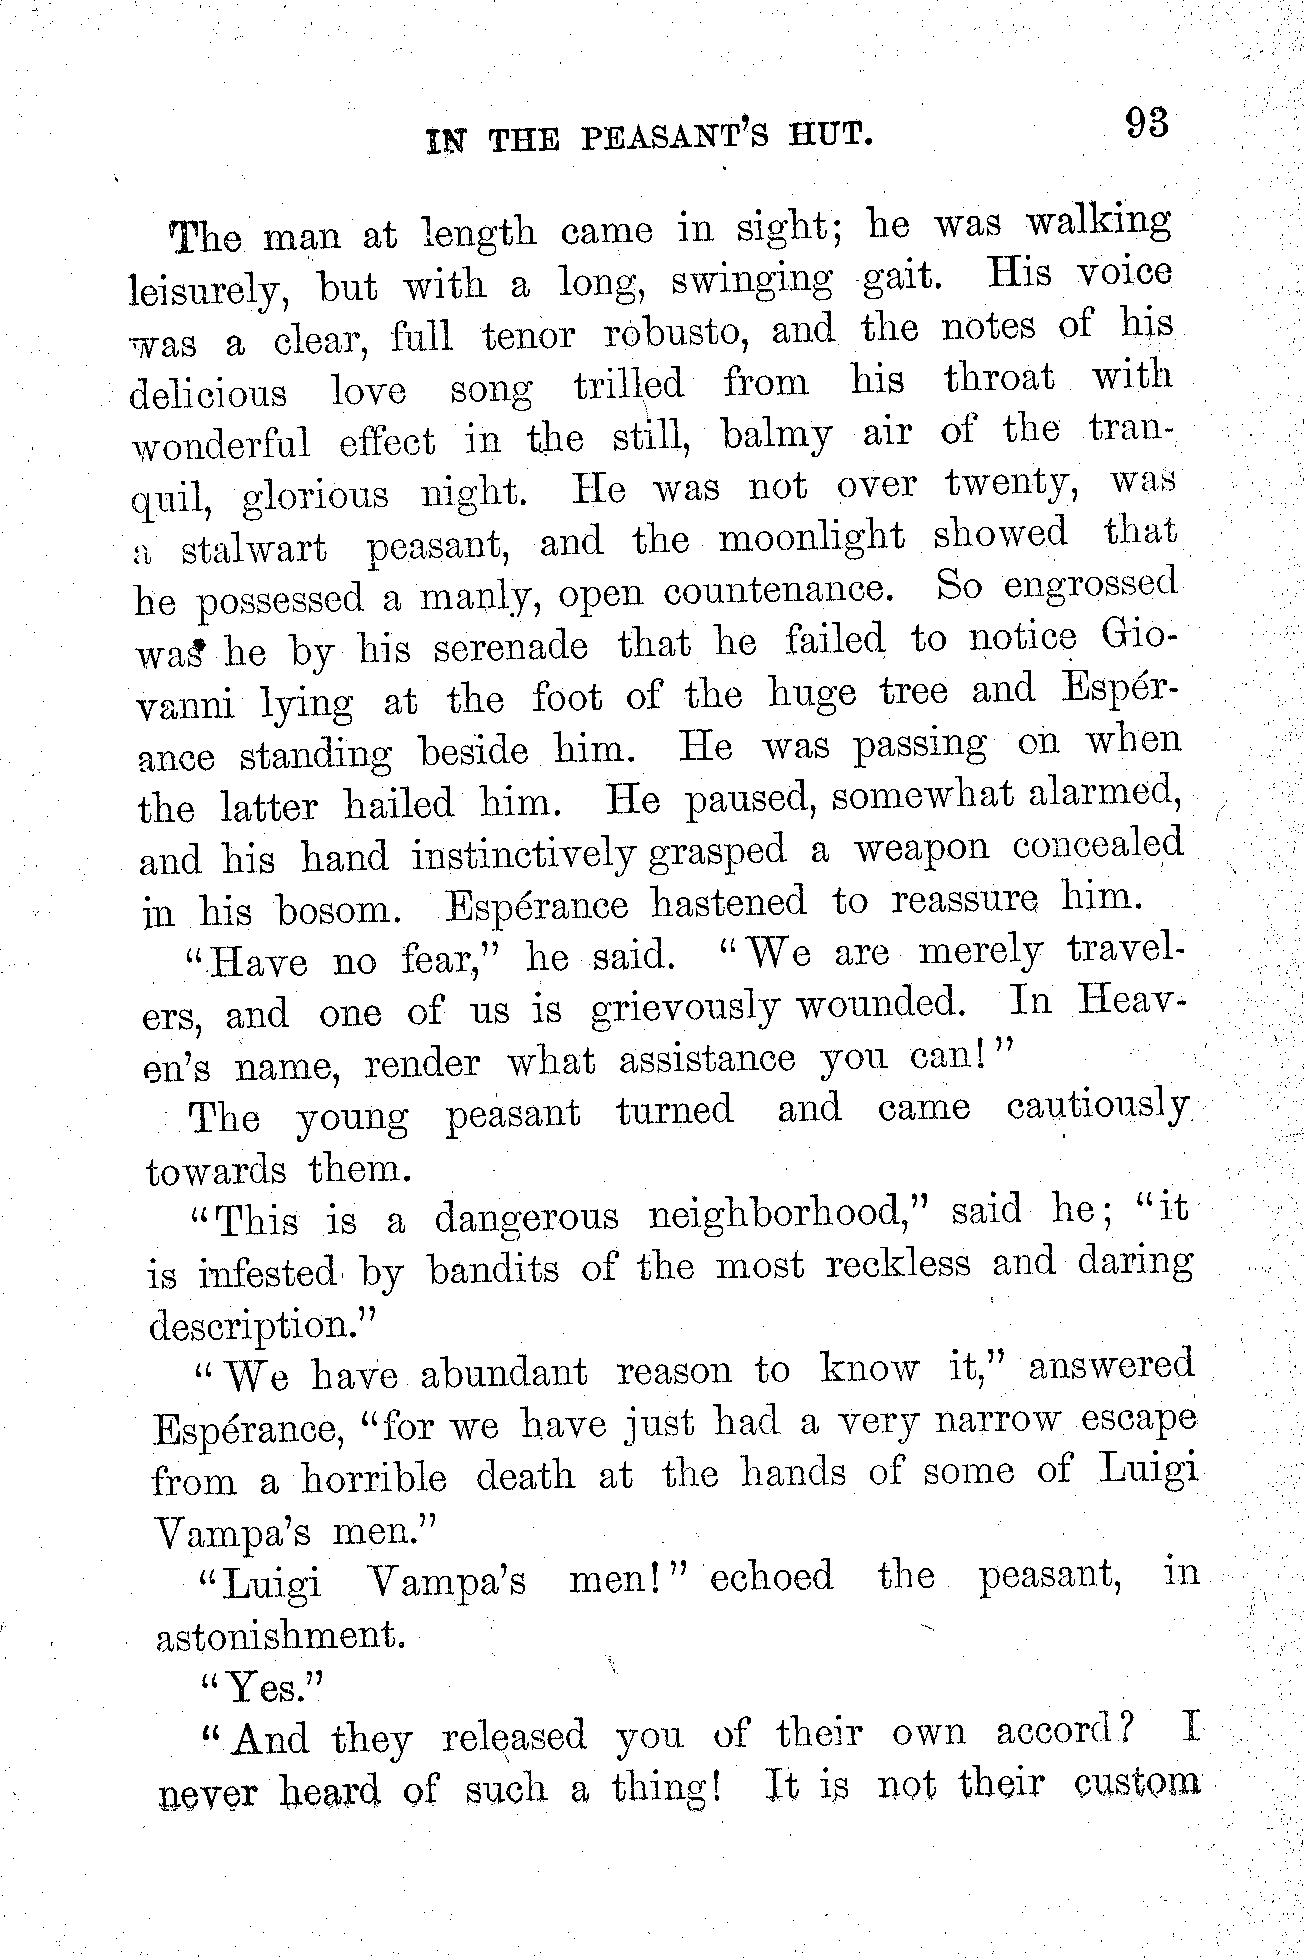 IN THE PEASANT'S HUT. 93
The man at length came in sight; he was walking
leisurely, but with a long, swinging gait. His voice
was a clear, full tenor robusto, and the notes of his
delicious love song trilled from his throat with
wonderful effect in the still, balmy air of the tran-
quil, glorious night. He was not over twenty, was
a stalwart peasant, and the moonlight showed that
he possessed a manly, open countenance. So engrossed
was he by his serenade that he failed to notice Gio-
vanni lying at the foot of the huge tree and Espér-
ance standing beside him. He was passing on when
the latter hailed him. He paused, somewhat alarmed,
and his hand instinctively grasped a weapon concealed
in his bosom. Espérance hastened to reassure him.
"Have no fear," he said. "We are merely travel-
ers, and one of us is grievously wounded. In Heav-
en's name, render what assistance you can!"
The young peasant turned and came cautiously
towards them.
"This is a dangerous neighborhood," said he; "it
is infested by bandits of the most reckless and daring
description."
"We have abundant reason to know it," answered
Espérance, "for we have just had a very narrow escape
from a horrible death at the hands of some of Luigi
Vampa's men."
"Luigi Vampa's men!" echoed the peasant, in
astonishment.
"Yes."
"And they released you of their own accord? I
never heard of such a thing! It is not their custom